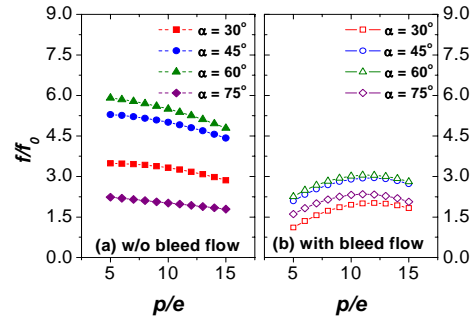 9.0
7.5
6.0
4.5
3.0
1.5
0.0
f/f₀
α = 30°
α = 45°
α = 60°
α = 75°
(a) w/o bleed flow
5 10 15
p/e
α = 30°
α = 45°
α = 60°
α = 75°
(b) with bleed flow
5 10 15
p/e
9.0
7.5
6.0
4.5
3.0
1.5
0.0